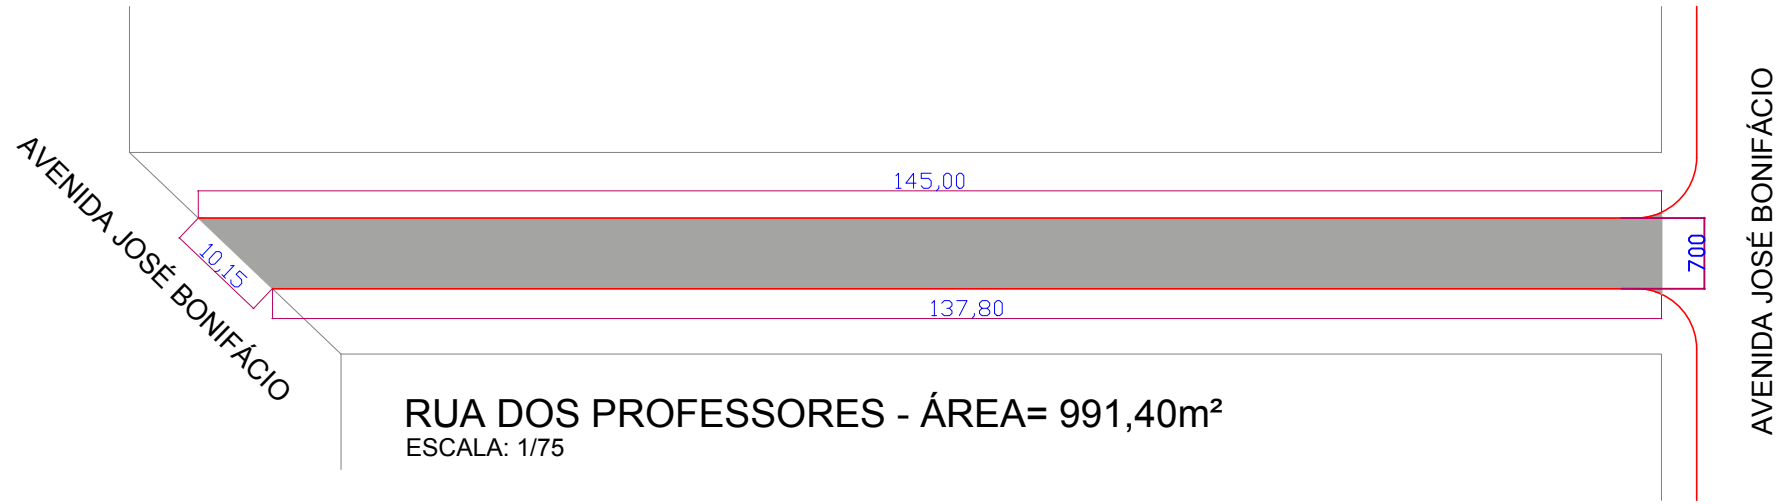 AVENIDA JOSÉ BONIFÁCIO
145,00
10,15
700
137,80
AVENIDA JOSÉ BONIFÁCIO
RUA DOS PROFESSORES - ÁREA= 991,40m²
ESCALA: 1/75